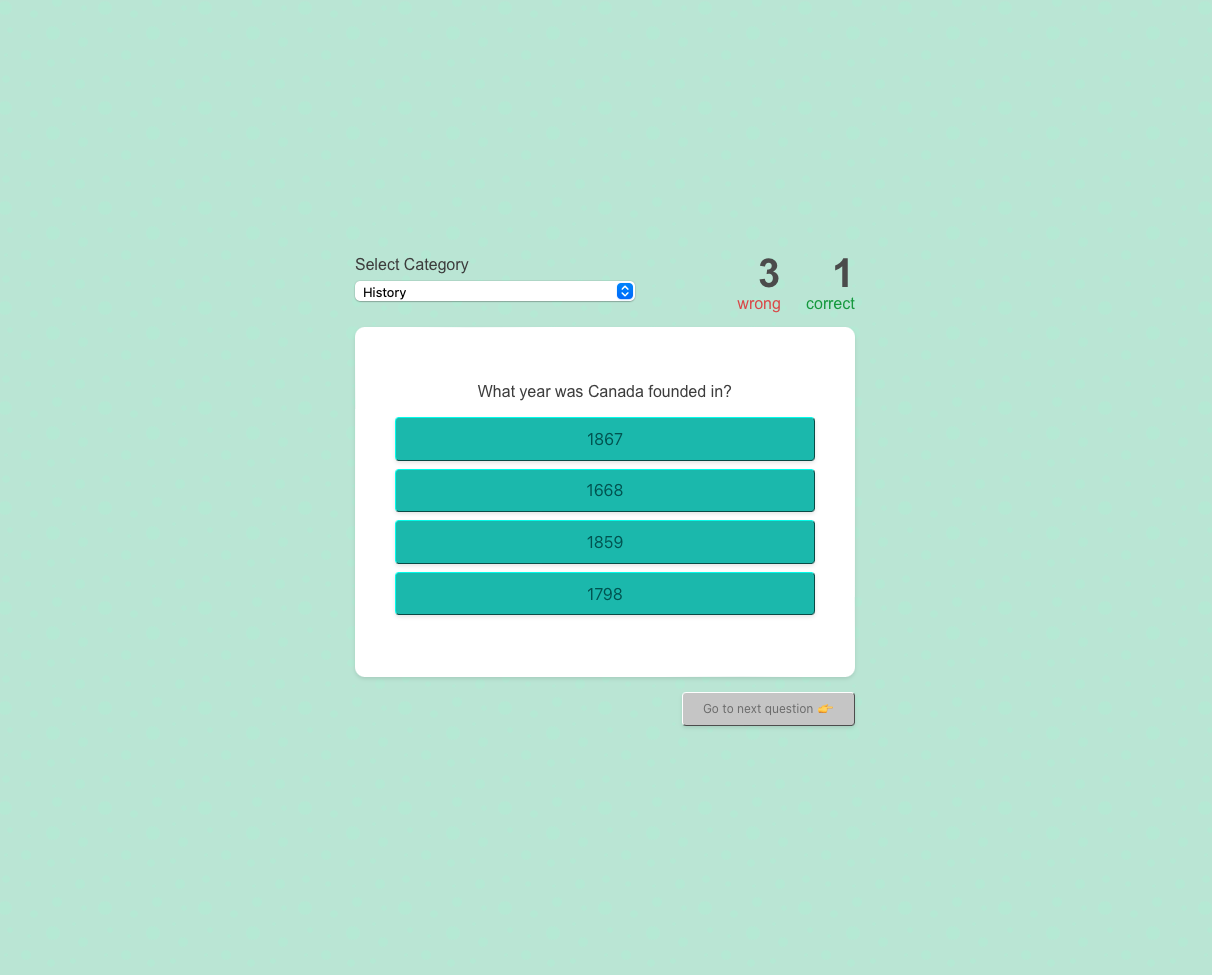 Select Category
History
3
wrong
1
correct
What year was Canada founded in?
1867
1668
1859
1798
Go to next question 👉